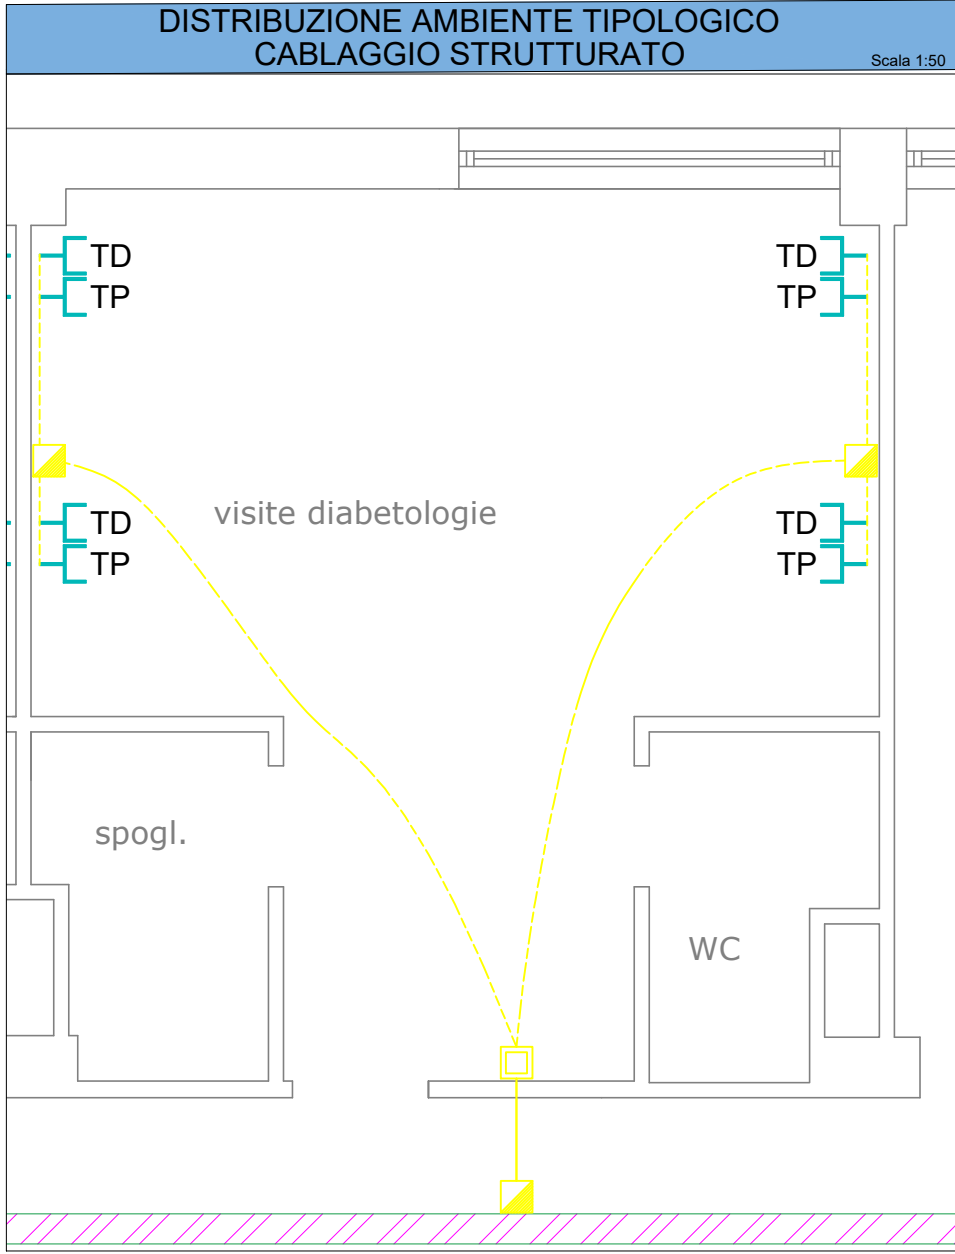 DISTRIBUZIONE AMBIENTE TIPOLOGICO
CABLAGGIO STRUTTURATO
Scala 1:50
TD
TP
TD
TP
visite diabetologie
TD
TP
TD
TP
spogl.
WC